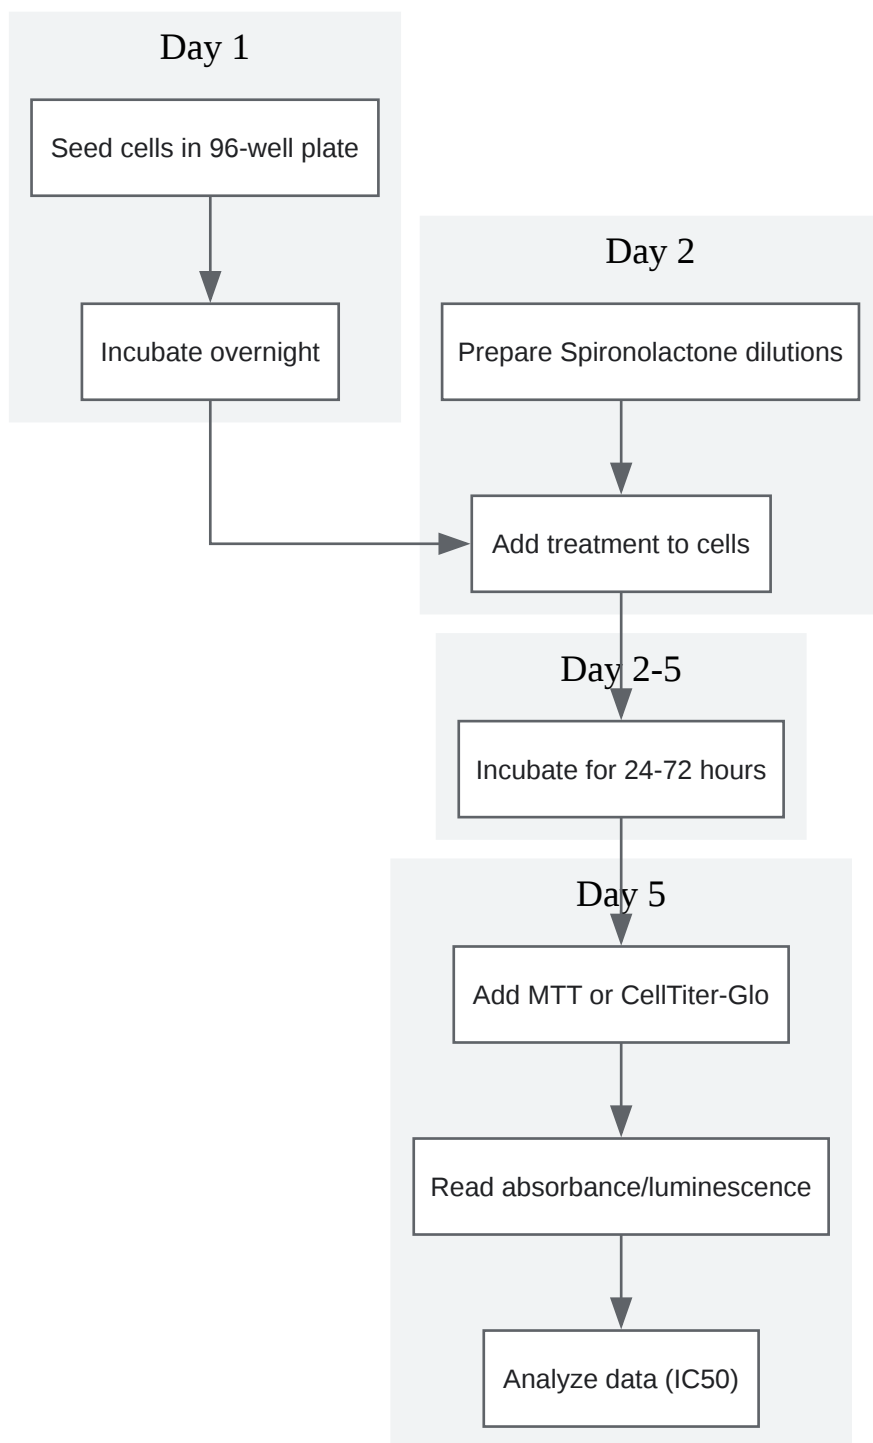 Day 1
Seed cells in 96-well plate
Incubate overnight
Day 2
Prepare Spironolactone dilutions
Add treatment to cells
Day 2-5
Incubate for 24-72 hours
Day 5
Add MTT or CellTiter-Glo
Read absorbance/luminescence
Analyze data (IC50)